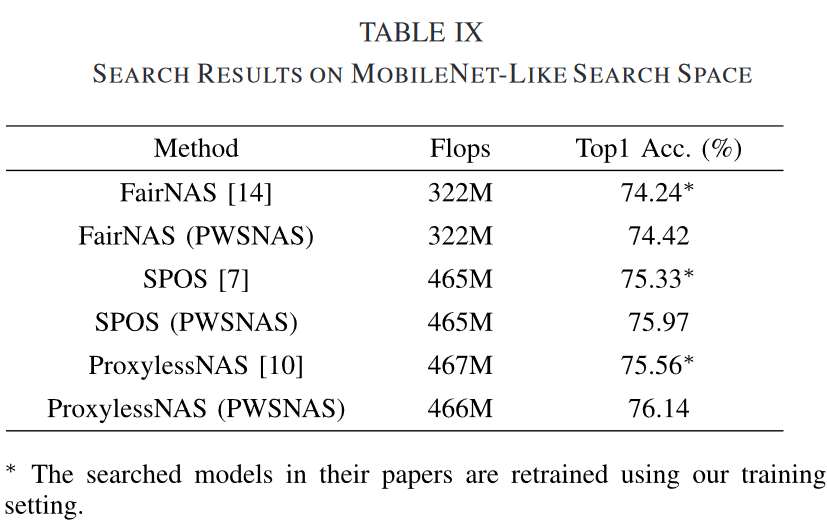 TABLE IX
SEARCH RESULTS ON MOBILENET-LIKE SEARCH SPACE
Method Flops Top1 Acc. (%)
FairNAS [14] 322M 74.24*
FairNAS (PWSNAS) 322M 74.42
SPOS [7] 465M 75.33*
SPOS (PWSNAS) 465M 75.97
ProxylessNAS [10] 467M 75.56*
ProxylessNAS (PWSNAS) 466M 76.14
* The searched models in their papers are retrained using our training
setting.